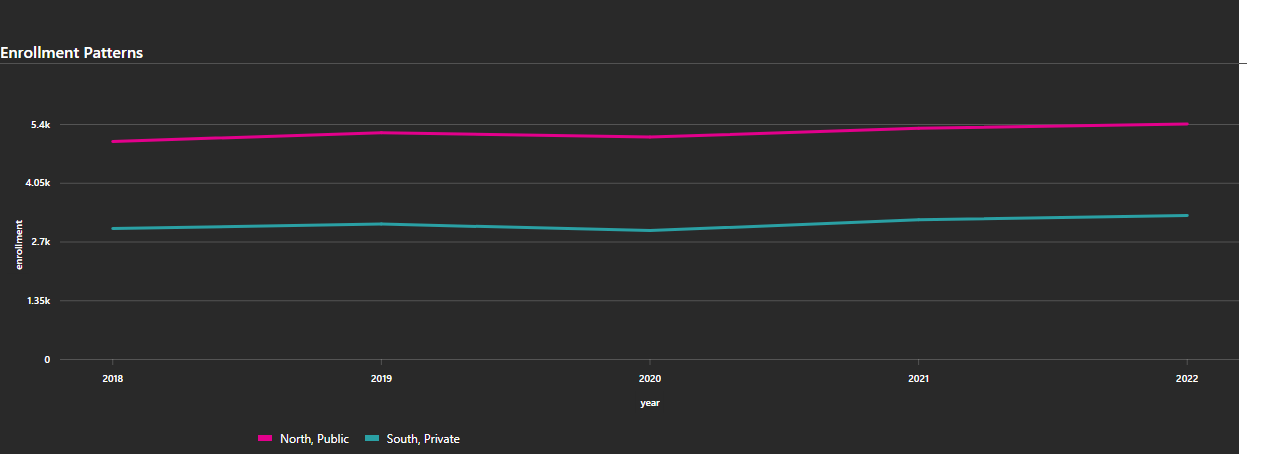 Enrollment Patterns
5.4k
4.05k
2.7k
1.35k
0
enrollment
2018 2019 2020 2021 2022
year
North, Public South, Private